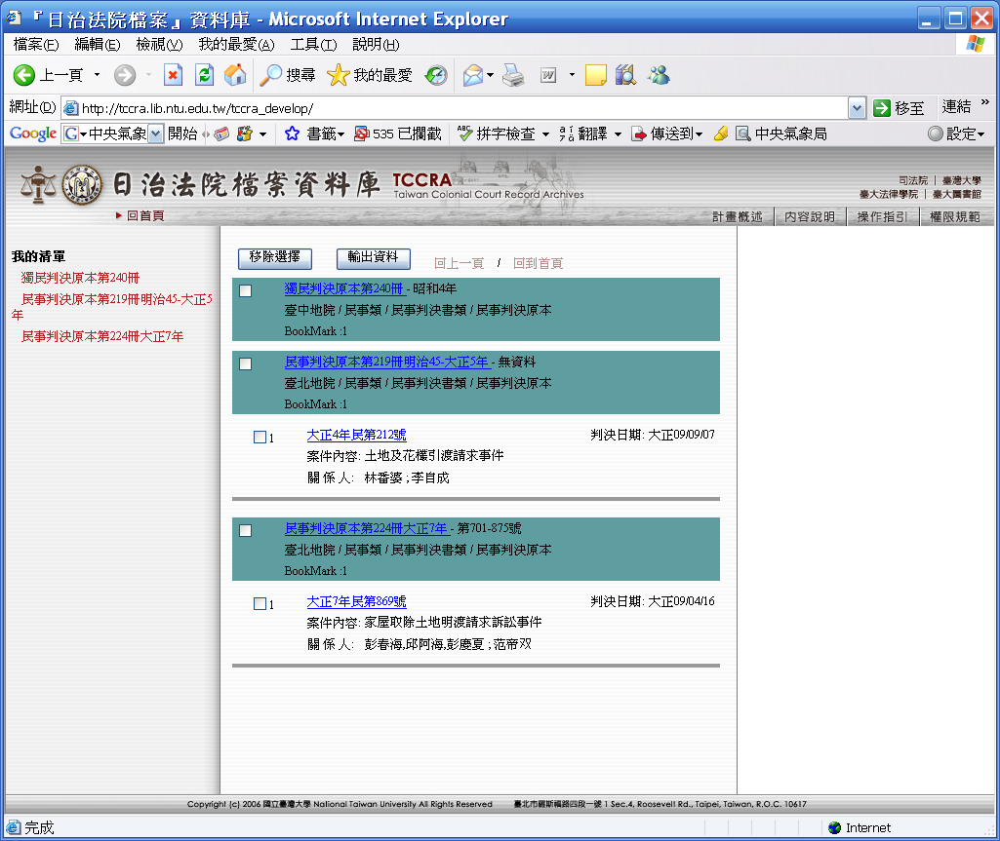 『日治法院檔案』資料庫 - Microsoft Internet Explorer
檔案(F) 編輯(E) 檢視(V) 我的最愛(A) 工具(T) 說明(H)
上一頁 搜尋 我的最愛
網址(D) http://tccra.lib.ntu.edu.tw/tccra_develop/ 移至 連結 »
Google 中央氣象 開始 書籤 535 已攔截 拼字檢查 翻譯 傳送到 中央氣象局 設定
日治法院檔案資料庫 TCCRA
Taiwan Colonial Court Record Archives
司法院 | 臺灣大學
臺大法律學院 | 臺大圖書館
回首頁
計畫概述 內容說明 操作指引 權限規範
我的清單
獨民判決原本第240冊
民事判決原本第219冊明治45-大正5
年
民事判決原本第224冊大正7年
移除選擇 輸出資料 回上一頁 / 回到首頁
獨民判決原本第240冊 - 昭和4年
臺中地院 / 民事類 / 民事判決書類 / 民事判決原本
BookMark :1
民事判決原本第219冊明治45-大正5年 - 無資料
臺北地院 / 民事類 / 民事判決書類 / 民事判決原本
BookMark :1
1 大正4年民第212號 判決日期: 大正09/09/07
案件內容: 土地及花欉引渡請求事件
關 係 人: 林番婆 ; 李自成
民事判決原本第224冊大正7年 - 第701-875號
臺北地院 / 民事類 / 民事判決書類 / 民事判決原本
BookMark :1
1 大正7年民第869號 判決日期: 大正09/04/16
案件內容: 家屋取除土地明渡請求訴訟事件
關 係 人: 彭春海,邱阿海,彭慶夏 ; 范帝双
Copyright (c) 2006 國立臺灣大學 National Taiwan University All Rights Reserved 臺北市羅斯福路四段一號 1 Sec.4, Roosevelt Rd., Taipei, Taiwan, R.O.C. 10617
完成 Internet